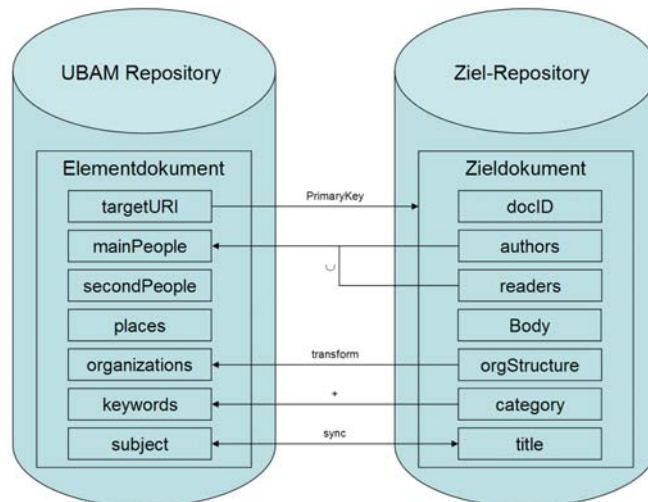 UBAM Repository
Ziel-Repository
Elementdokument
Zieldokument
targetURI
PrimaryKey
docID
mainPeople
authors
secondPeople
readers
places
Body
organizations
transform
orgStructure
keywords
+
category
subject
sync
title